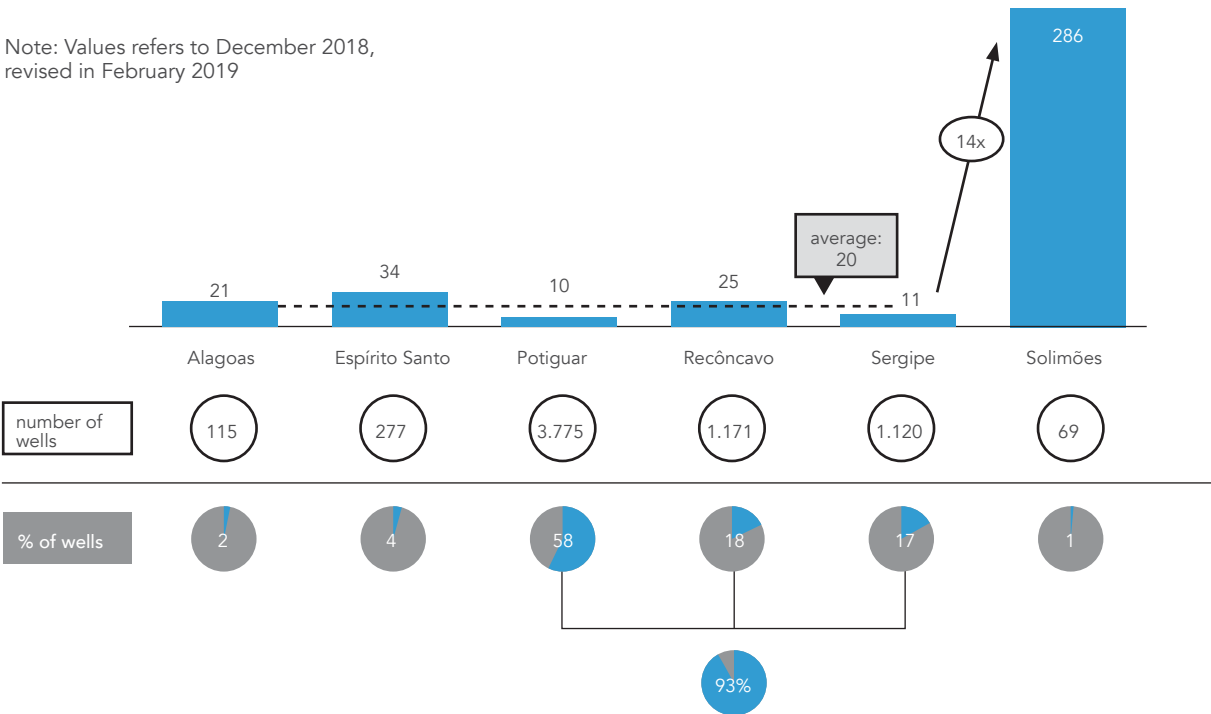 Note: Values refers to December 2018,
revised in February 2019
286
14x
average:
20
21
34
10
25
11
Alagoas
Espírito Santo
Potiguar
Recôncavo
Sergipe
Solimões
number of
wells
115
277
3.775
1.171
1.120
69
% of wells
2
4
58
18
17
1
93%